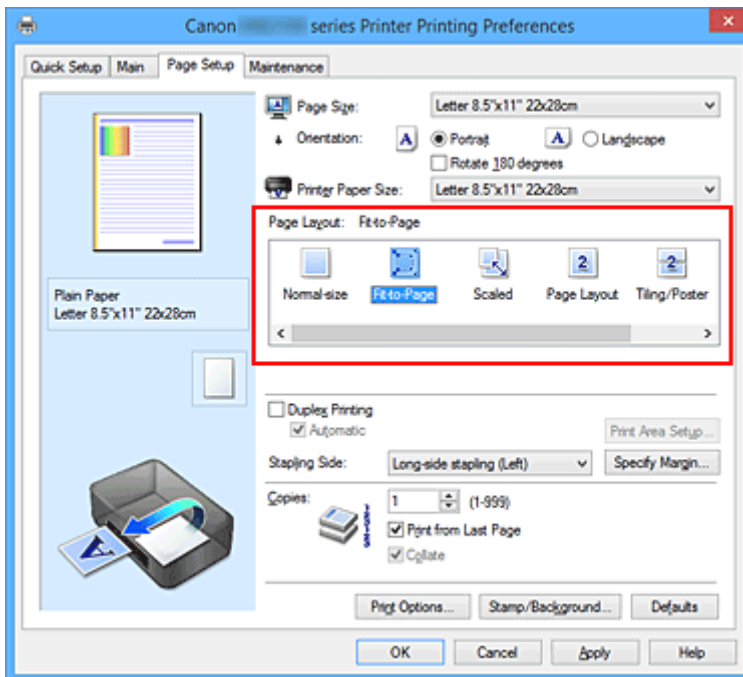 Canon series Printer Printing Preferences
Quick Setup Main Page Setup Maintenance
Page Size: Letter 8.5"x11" 22x28cm
Orientation: A Portrait A Landscape
Rotate 180 degrees
Printer Paper Size: Letter 8.5"x11" 22x28cm
Page Layout: Fit-to-Page
Normal-size Fit-to-Page Scaled Page Layout Tiling/Poster
Plain Paper
Letter 8.5"x11" 22x28cm
Duplex Printing
Automatic
Print Area Setup...
Stapling Side: Long-side stapling (Left) Specify Margin...
Copies: 1 (1-999)
Print from Last Page
Collate
Print Options... Stamp/Background... Defaults
OK Cancel Apply Help